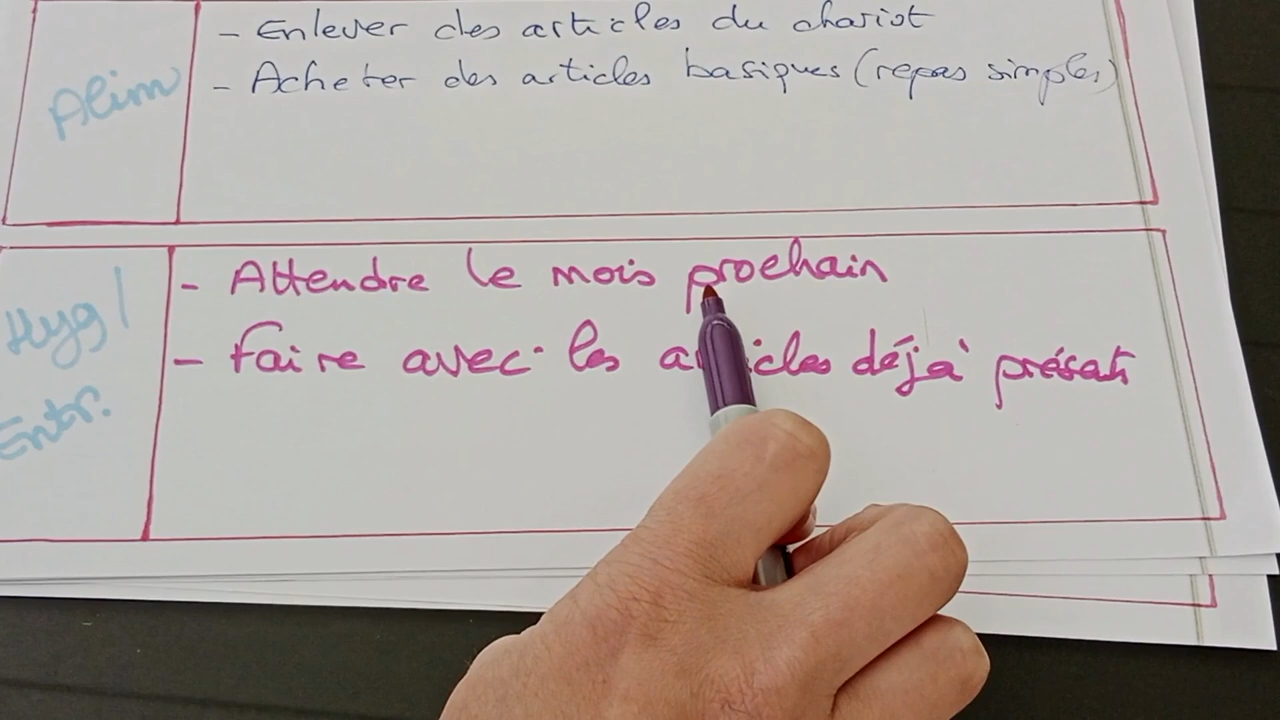 - Enlever des articles du chariot
- Acheter des articles basiques (repas simples)
Alim
- Attendre le mois prochain
- Faire avec les articles déjà présents
Hyg/
Entr.